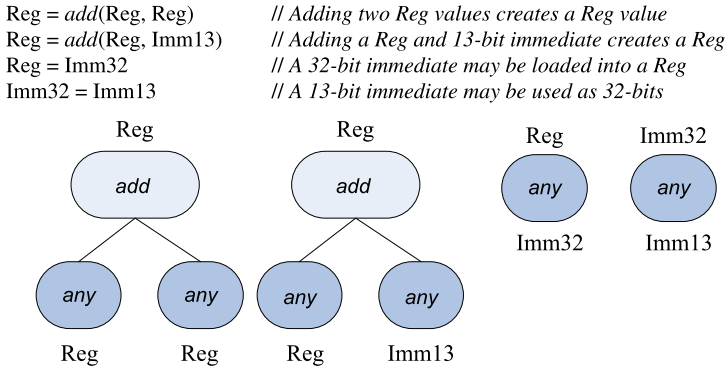 Reg = add(Reg, Reg) // Adding two Reg values creates a Reg value
Reg = add(Reg, Imm13) // Adding a Reg and 13-bit immediate creates a Reg
Reg = Imm32 // A 32-bit immediate may be loaded into a Reg
Imm32 = Imm13 // A 13-bit immediate may be used as 32-bits
Reg Reg Reg Imm32
add add any any
Imm32 Imm13
any any any any
Reg Reg Reg Imm13